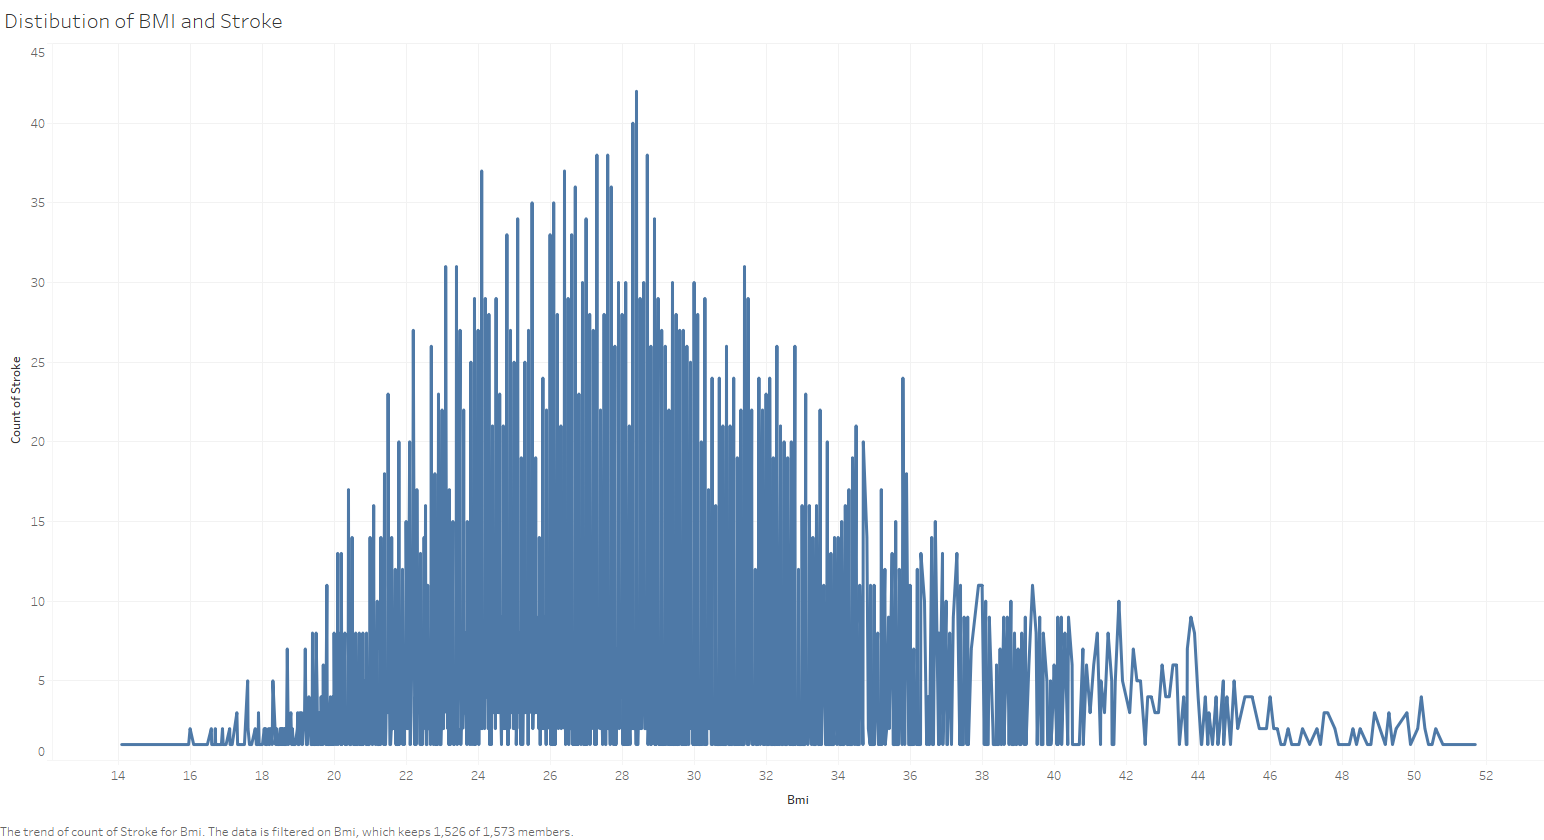 Distibution of BMI and Stroke
45
40
35
30
25
20
15
10
5
0
Count of Stroke
14 16 18 20 22 24 26 28 30 32 34 36 38 40 42 44 46 48 50 52
Bmi
The trend of count of Stroke for Bmi. The data is filtered on Bmi, which keeps 1,526 of 1,573 members.